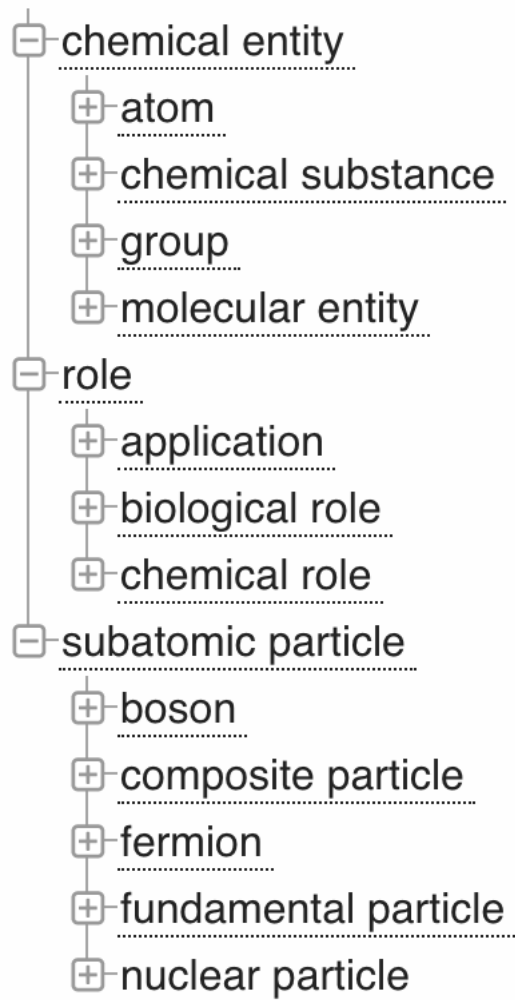 chemical entity
atom
chemical substance
group
molecular entity
role
application
biological role
chemical role
subatomic particle
boson
composite particle
fermion
fundamental particle
nuclear particle